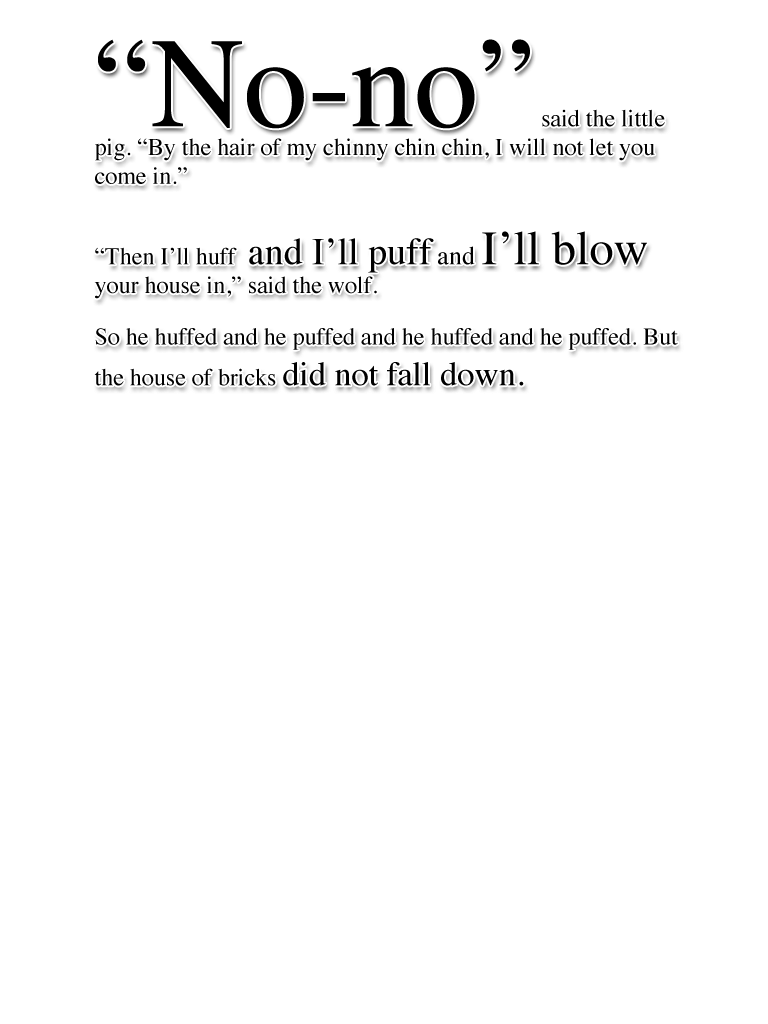 “No-no” said the little
pig. “By the hair of my chinny chin chin, I will not let you
come in.”
“Then I’ll huff and I’ll puff and I’ll blow
your house in,” said the wolf.
So he huffed and he puffed and he huffed and he puffed. But
the house of bricks did not fall down.